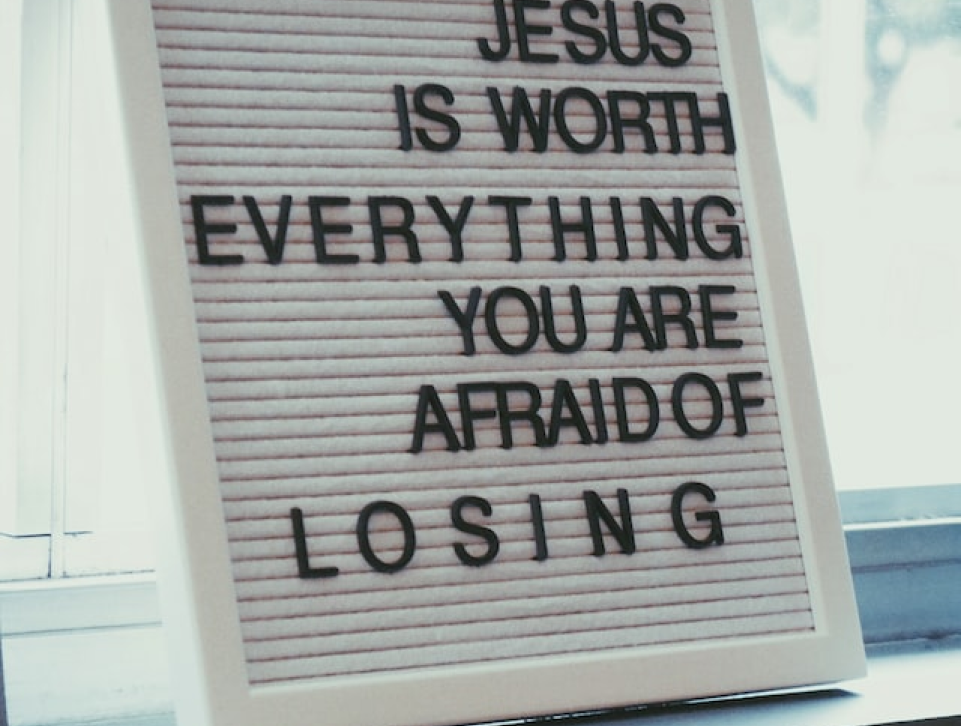 JESUS
IS WORTH
EVERYTHING
YOU ARE
AFRAID OF
LOSING